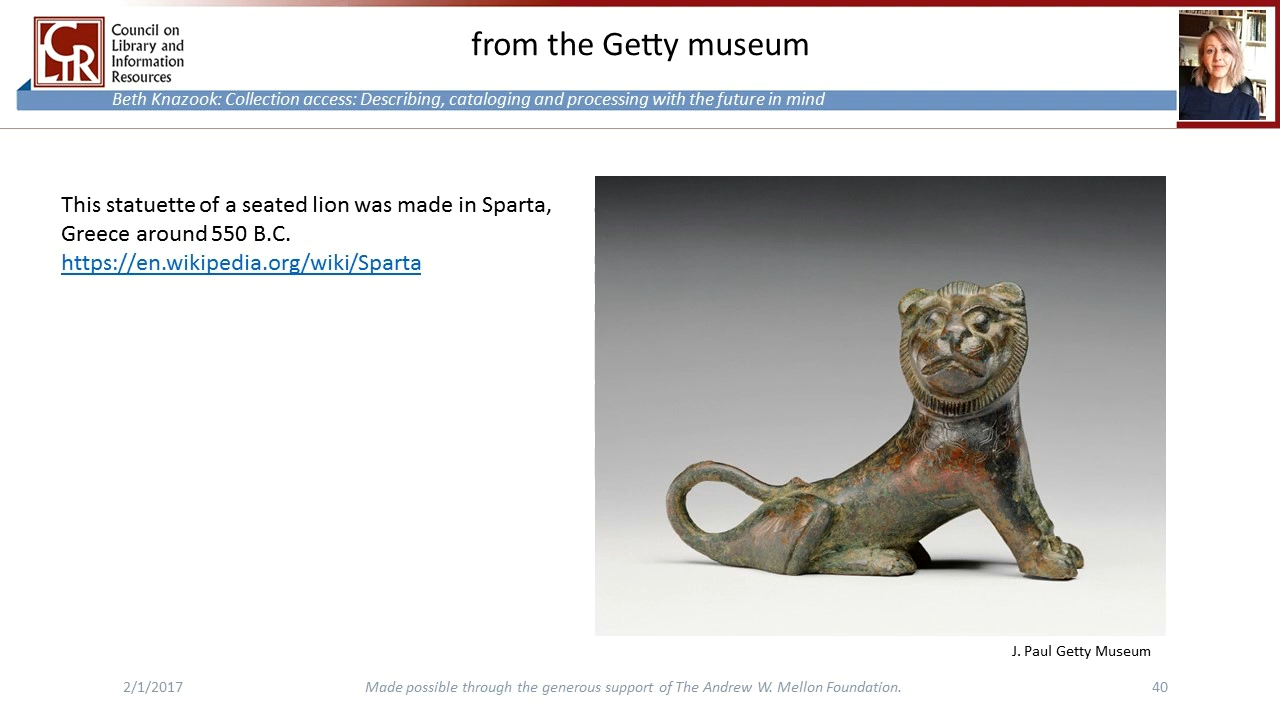 CLIR
Council on
Library and
Information
Resources
from the Getty museum
Beth Knazook: Collection access: Describing, cataloging and processing with the future in mind
This statuette of a seated lion was made in Sparta,
Greece around 550 B.C.
https://en.wikipedia.org/wiki/Sparta
J. Paul Getty Museum
2/1/2017
Made possible through the generous support of The Andrew W. Mellon Foundation.
40